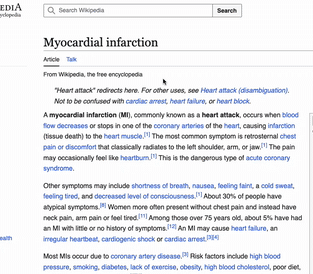 EDIA
cyclopedia
Search Wikipedia
Search
Myocardial infarction
Article Talk
From Wikipedia, the free encyclopedia
"Heart attack" redirects here. For other uses, see Heart attack (disambiguation).
Not to be confused with cardiac arrest, heart failure, or heart block.
A myocardial infarction (MI), commonly known as a heart attack, occurs when blood
flow decreases or stops in one of the coronary arteries of the heart, causing infarction
(tissue death) to the heart muscle.[1] The most common symptom is retrosternal chest
pain or discomfort that classically radiates to the left shoulder, arm, or jaw.[1] The pain
may occasionally feel like heartburn.[1] This is the dangerous type of acute coronary
syndrome.
Other symptoms may include shortness of breath, nausea, feeling faint, a cold sweat,
feeling tired, and decreased level of consciousness.[1] About 30% of people have
atypical symptoms.[8] Women more often present without chest pain and instead have
neck pain, arm pain or feel tired.[11] Among those over 75 years old, about 5% have had
an MI with little or no history of symptoms.[12] An MI may cause heart failure, an
irregular heartbeat, cardiogenic shock or cardiac arrest.[3][4]
ealth
Most MIs occur due to coronary artery disease.[3] Risk factors include high blood
pressure, smoking, diabetes, lack of exercise, obesity, high blood cholesterol, poor diet,